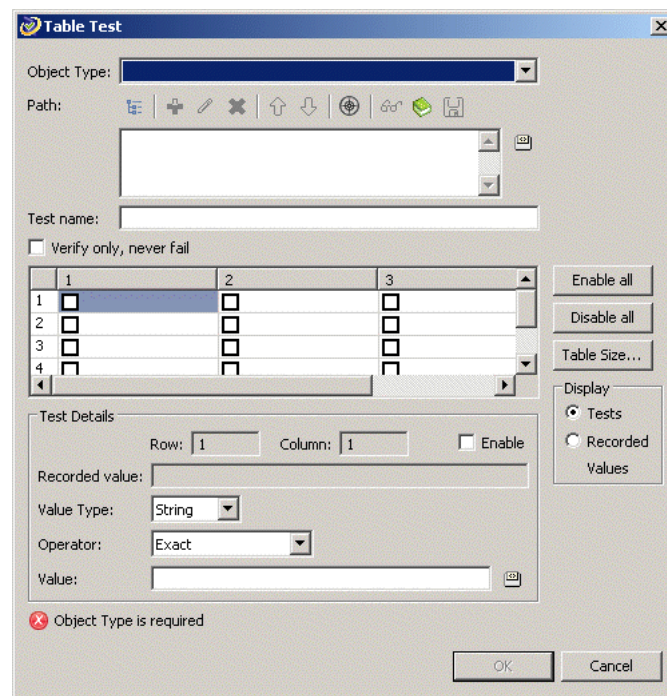 Table Test
Object Type:
Path:
Test name:
Verify only, never fail
1 2 3
1
2
3
4
Enable all
Disable all
Table Size...
Display
Tests
Recorded
Values
Test Details
Row: 1 Column: 1 Enable
Recorded value:
Value Type: String
Operator: Exact
Value:
Object Type is required
OK Cancel